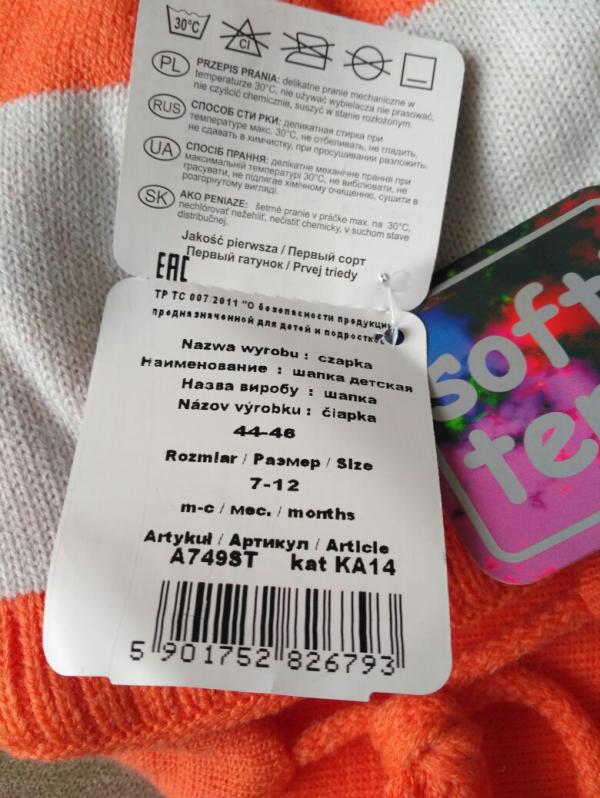 30°C
Cl
PL PRZEPIS PRANIA: delikatne pranie mechaniczne w
temperaturze 30°C, nie używać wybielacza nie prasować,
nie czyścić chemicznie, suszyć w stanie rozłożonym.
RUS СПОСОБ СТИ РКИ: деликатная стирка при
температуре макс. 30°C, не отбеливать, не гладить,
не сдавать в химчистку, при просушивании разложить.
UA СПОСІБ ПРАННЯ: делікатне механічне прання при
максимальній температурі 30°C, не вибілювати, не
прасувати, не підлягає хімічному очищенню, сушити в
розгорнутому вигляді.
SK AKO PENIAZE: šetrné pranie v práčke max. na 30°C,
nechlórovať nežehliť, nečistiť chemicky, v suchom stave
distribučnej.
Jakość pierwsza / Первый сорт
Первый гатунок / Prvej triedy
EAC
ТР ТС 007/2011 "О безопасности продукции
предназначенной для детей и подростков
Nazwa wyrobu : czapka
Наименование : шапка детская
Назва виробу : шапка
Názov výrobku : čiapka
44-46
Rozmiar / Размер / Size
7-12
m-c / мес. / months
Artykuł / Артикул / Article
A749ST kat KA14
5 901752 826793
soft